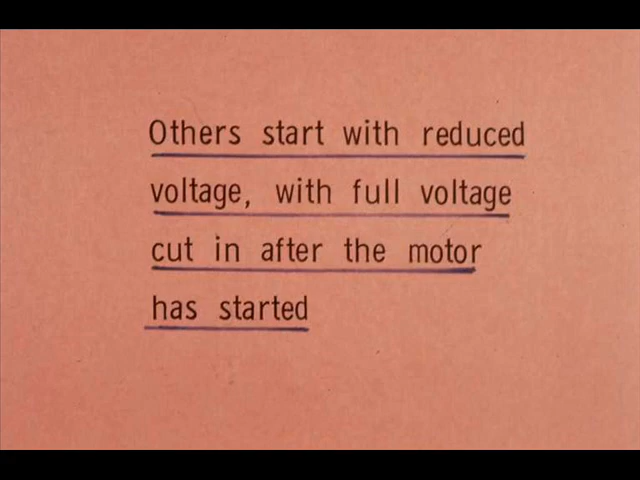 Others start with reduced
voltage, with full voltage
cut in after the motor
has started